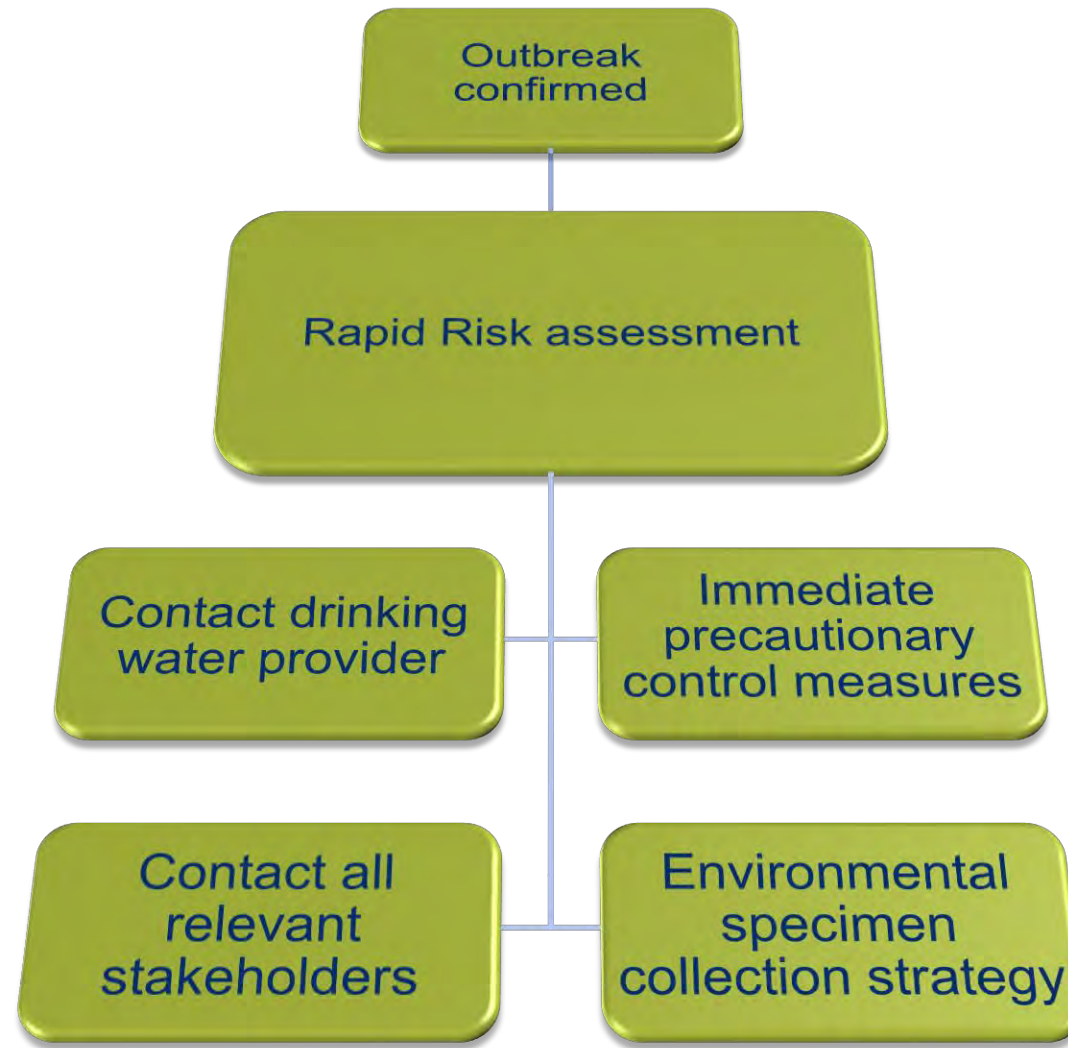 Outbreak
confirmed
Rapid Risk assessment
Contact drinking
water provider
Immediate
precautionary
control measures
Contact all
relevant
stakeholders
Environmental
specimen
collection strategy